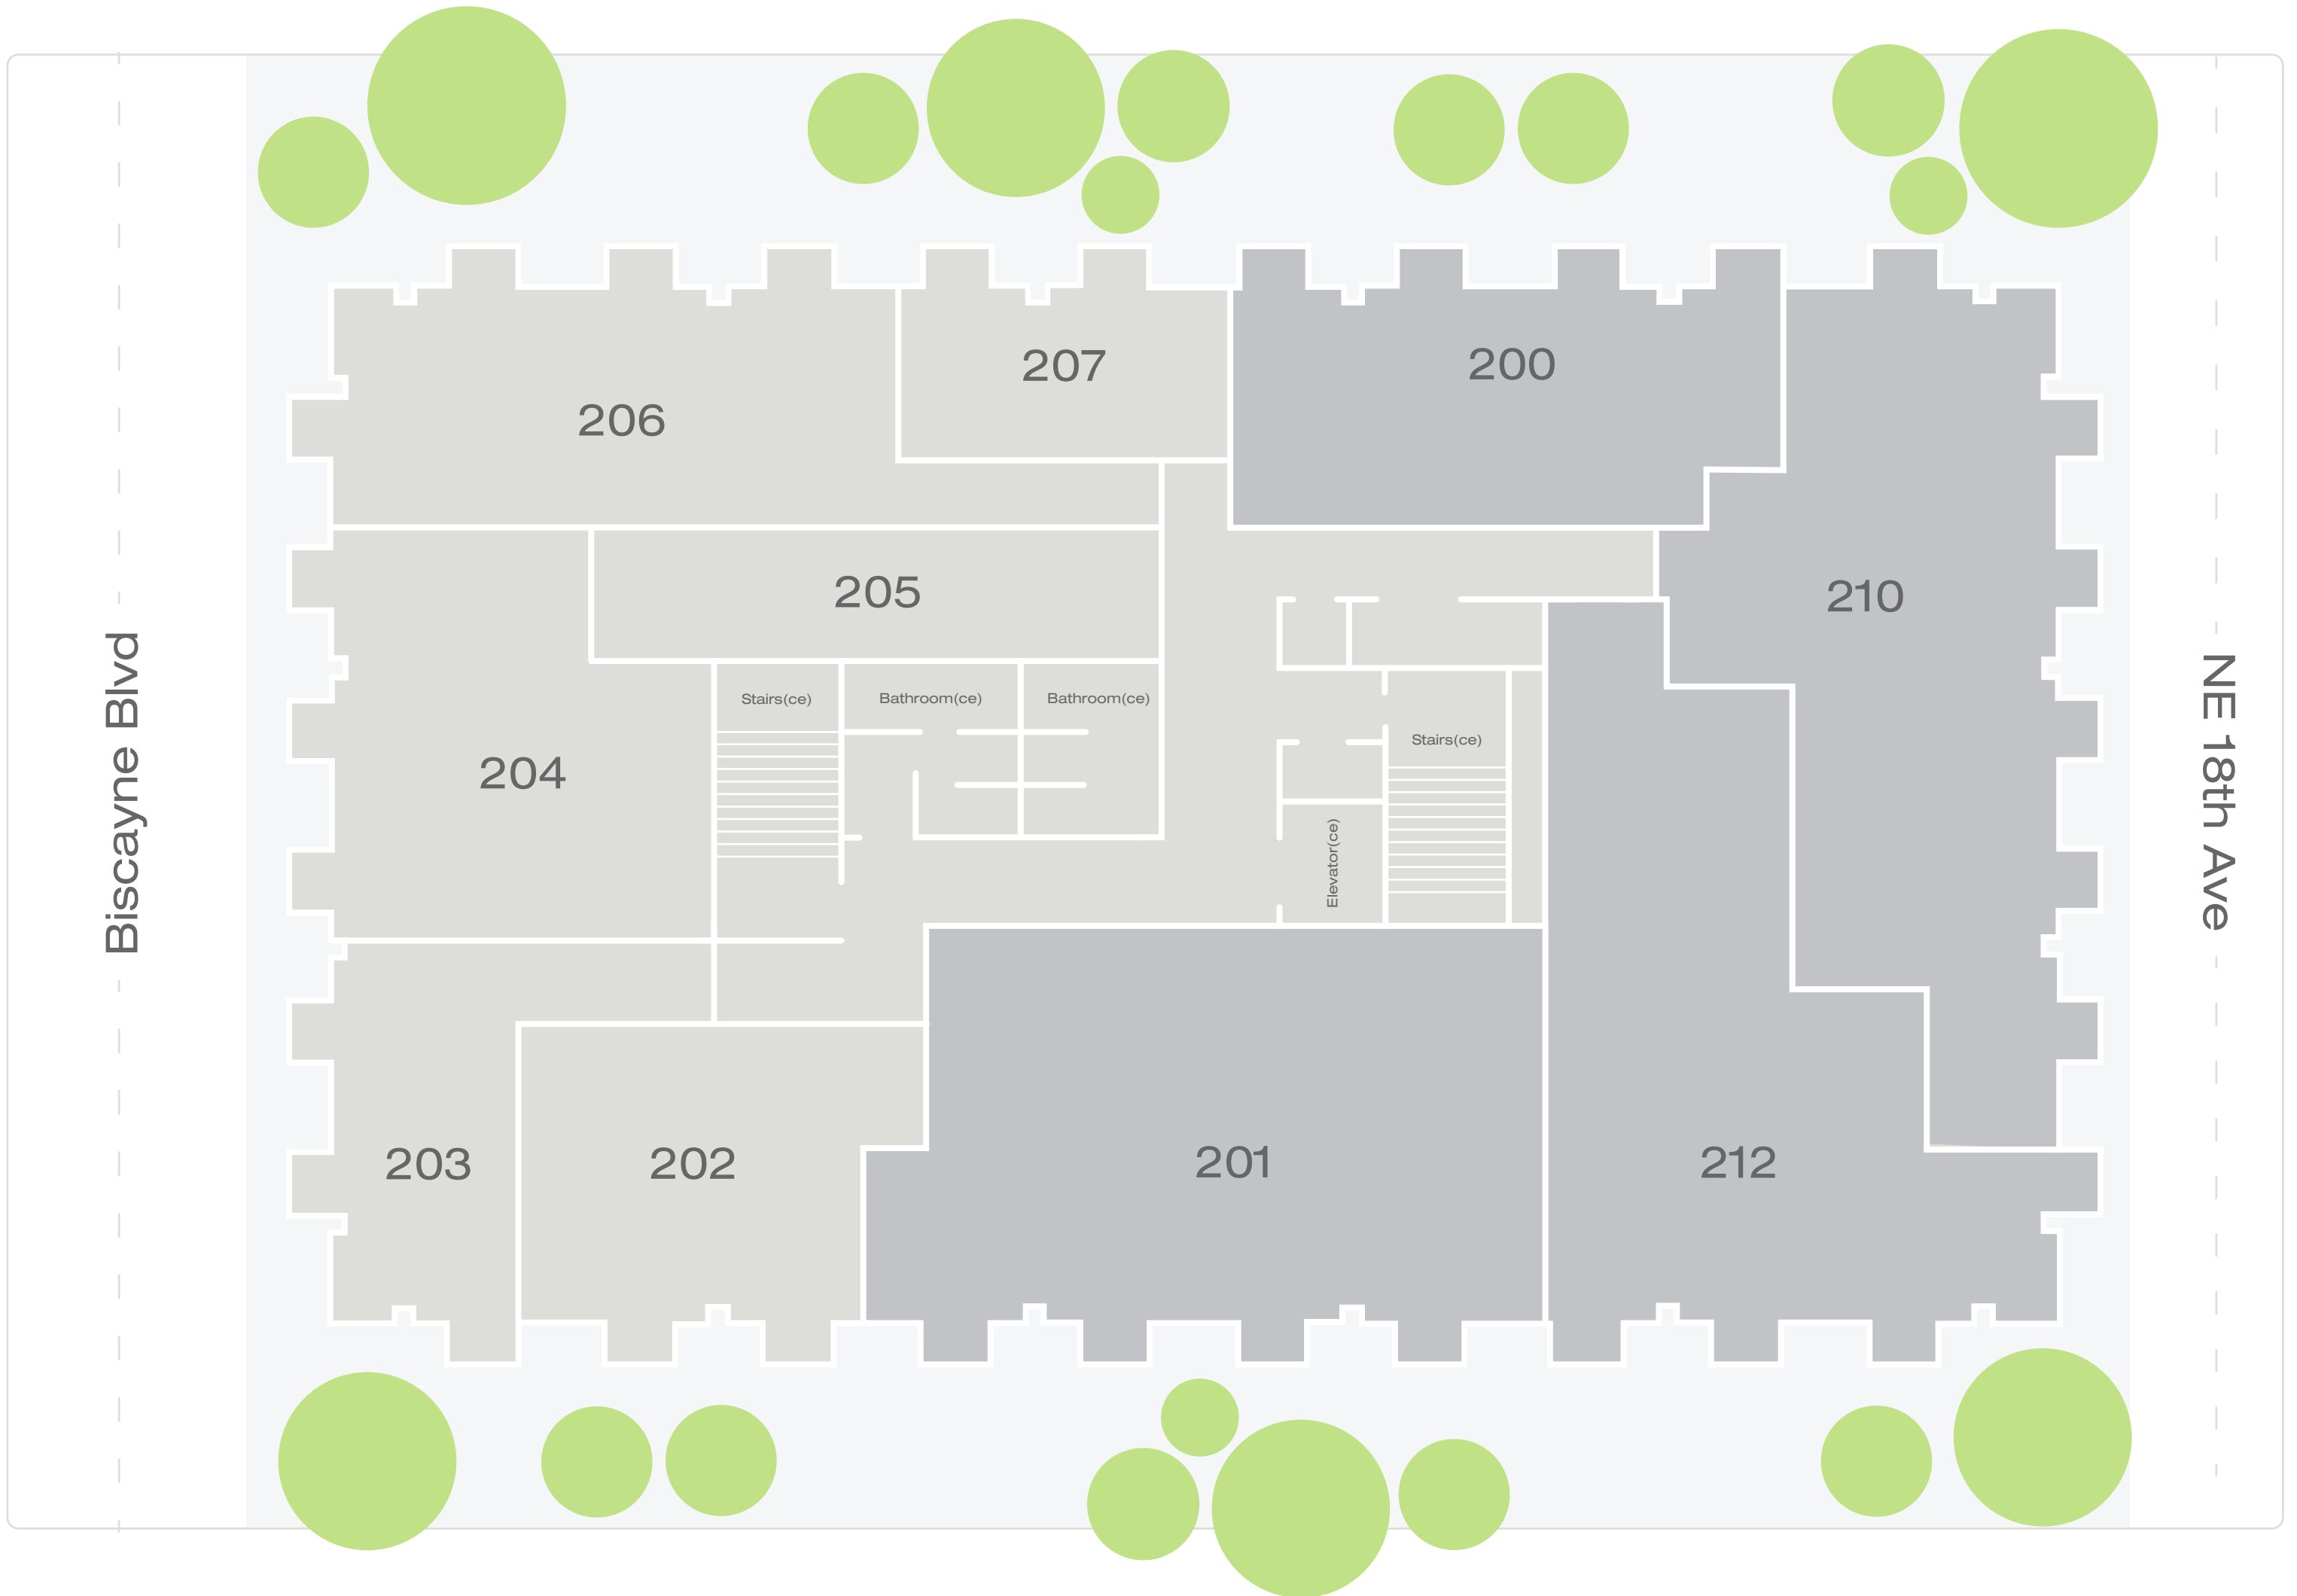 207
200
206
205
210
Biscayne Blvd
NE 18th Ave
Stairs(ce)
Bathroom(ce)
Bathroom(ce)
Stairs(ce)
204
Elevator(ce)
203
202
201
212